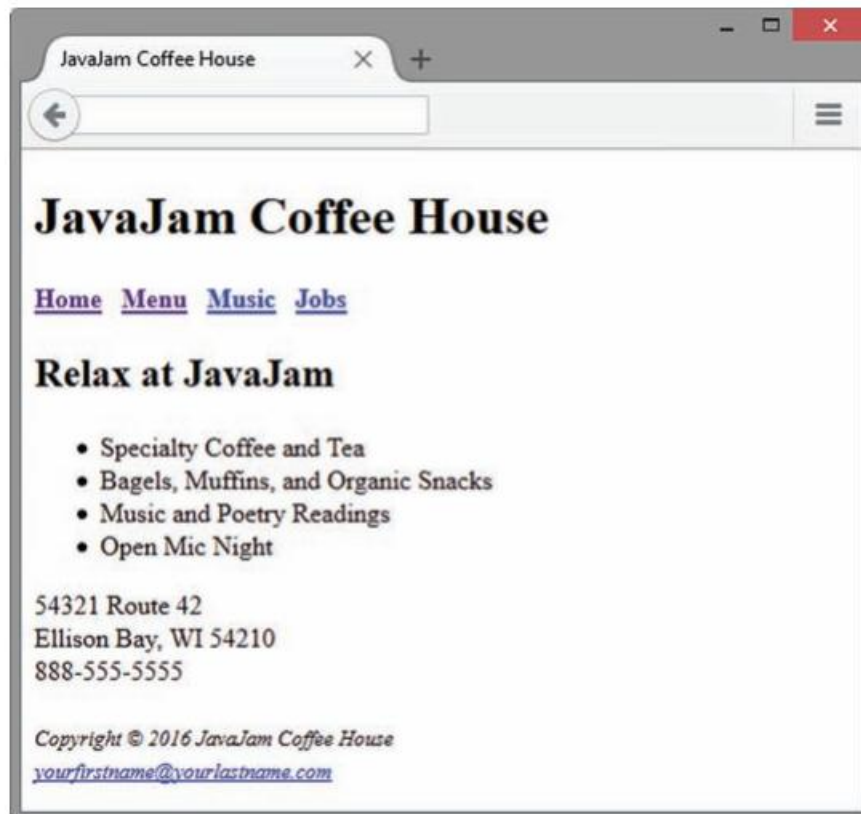 JavaJam Coffee House
JavaJam Coffee House
Home Menu Music Jobs
Relax at JavaJam
• Specialty Coffee and Tea
• Bagels, Muffins, and Organic Snacks
• Music and Poetry Readings
• Open Mic Night
54321 Route 42
Ellison Bay, WI 54210
888-555-5555
Copyright © 2016 JavaJam Coffee House
yourfirstname@yourlastname.com